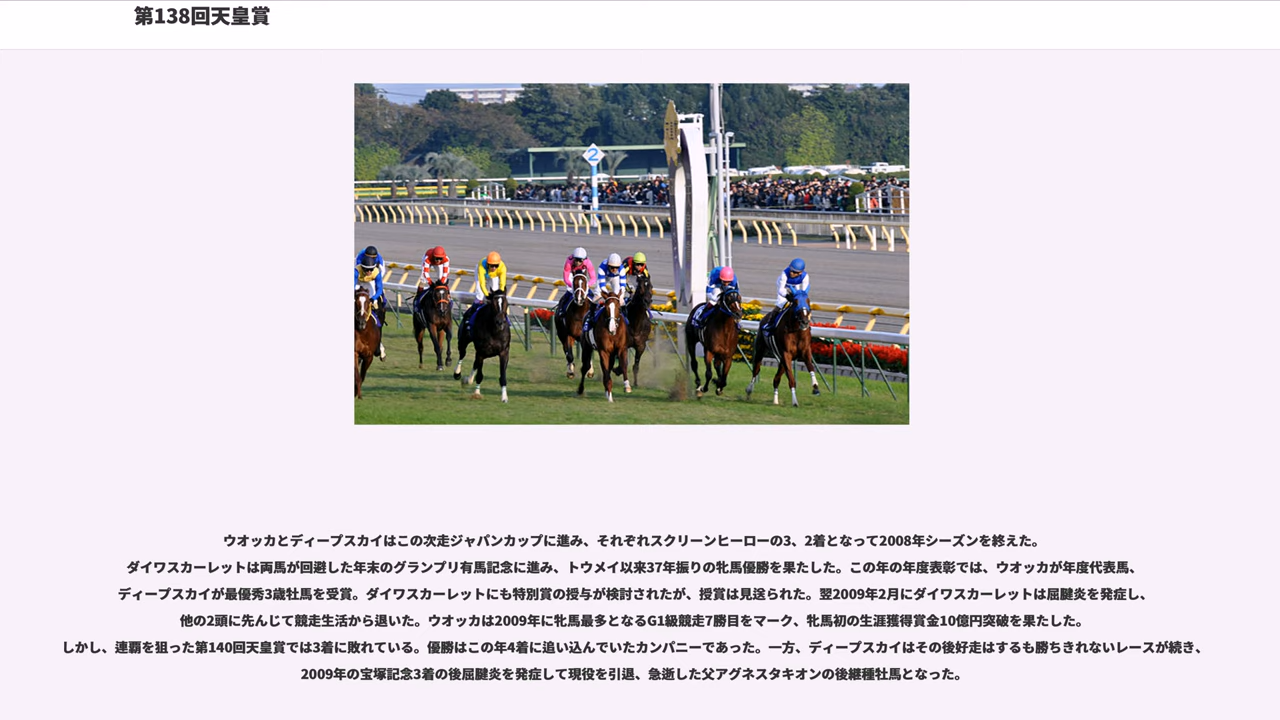 第138回天皇賞
2
ウオッカとディープスカイはこの次走ジャパンカップに進み、それぞれスクリーンヒーローの3、2着となって2008年シーズンを終えた。
ダイワスカーレットは両馬が回避した年末のグランプリ有馬記念に進み、トウメイ以来37年振りの牝馬優勝を果たした。この年の年度表彰では、ウオッカが年度代表馬、
ディープスカイが最優秀3歳牡馬を受賞。ダイワスカーレットにも特別賞の授与が検討されたが、授賞は見送られた。翌2009年2月にダイワスカーレットは屈腱炎を発症し、
他の2頭に先んじて競走生活から退いた。ウオッカは2009年に牝馬最多となるG1級競走7勝目をマーク、牝馬初の生涯獲得賞金10億円突破を果たした。
しかし、連覇を狙った第140回天皇賞では3着に敗れている。優勝はこの年4着に追い込んでいたカンパニーであった。一方、ディープスカイはその後好走はするも勝ちきれないレースが続き、
2009年の宝塚記念3着の後屈腱炎を発症して現役を引退、急逝した父アグネスタキオンの後継種牡馬となった。